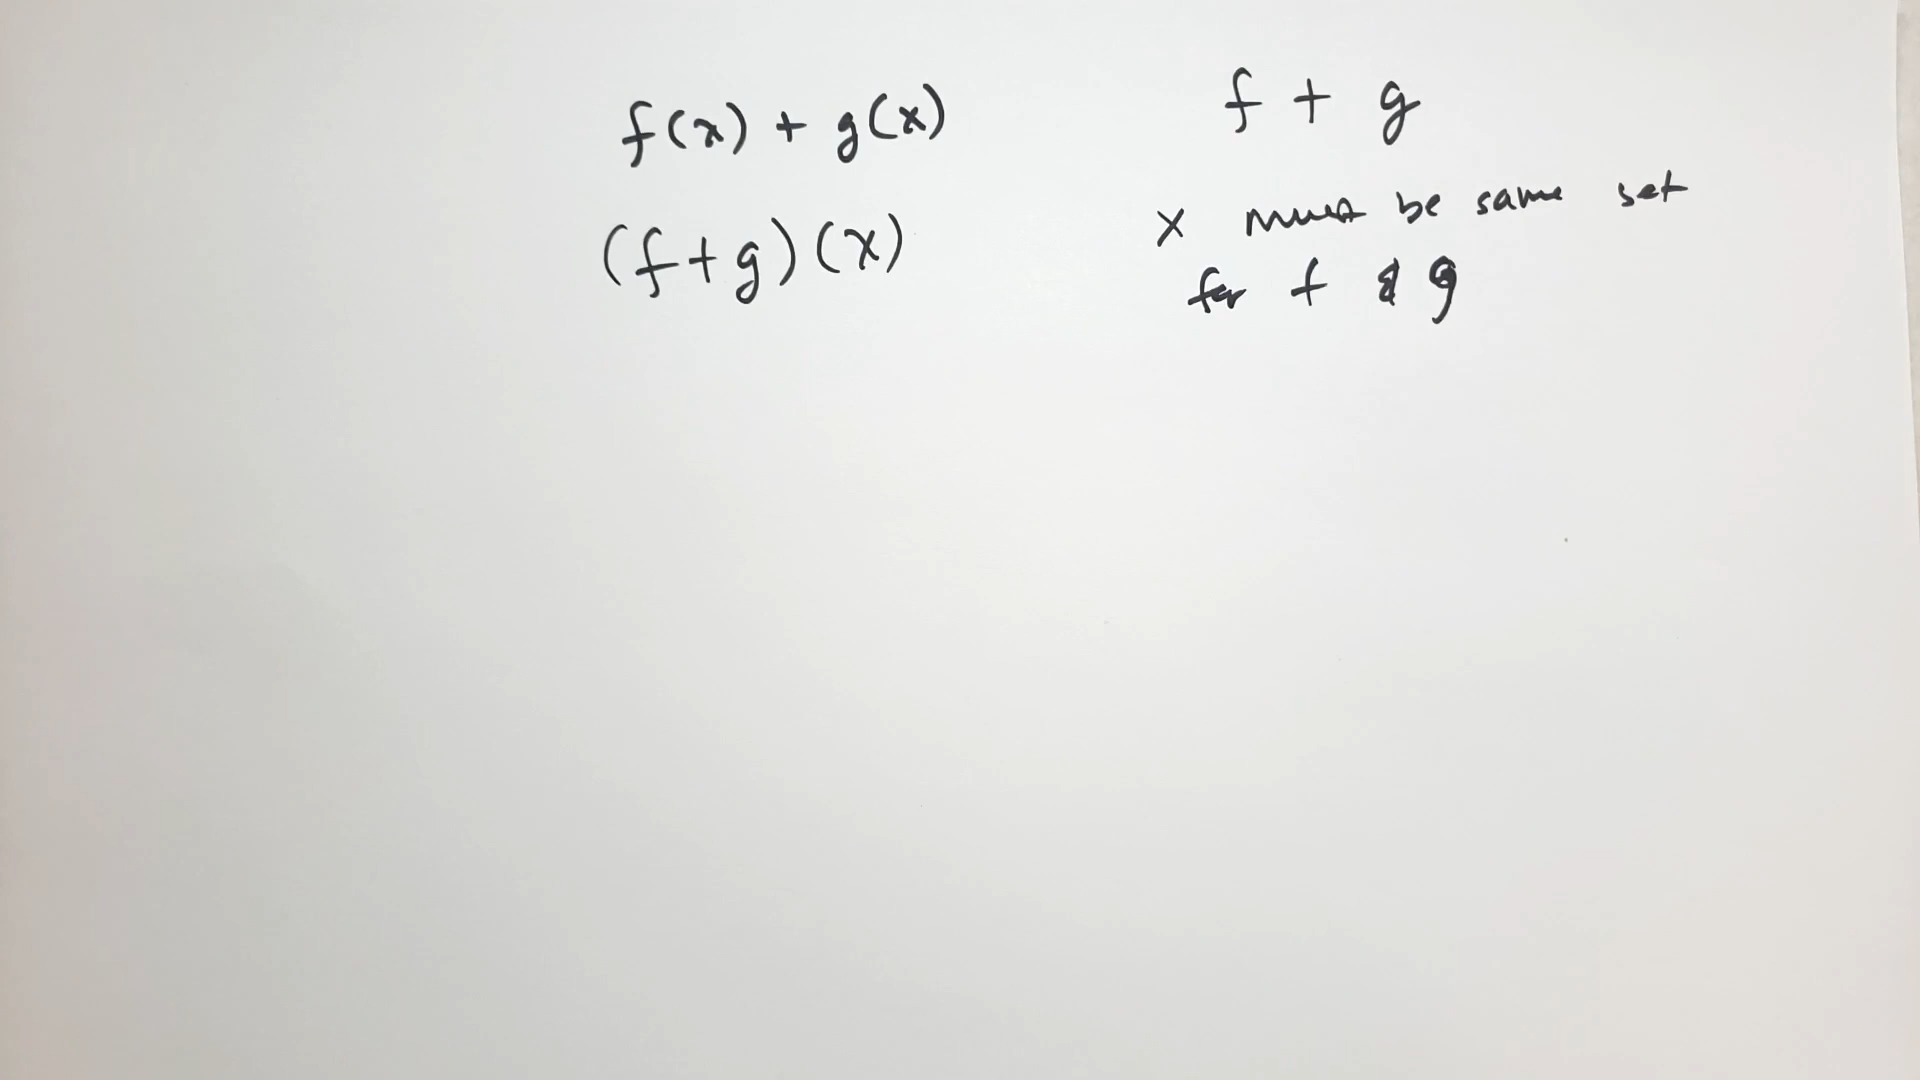 f(x) + g(x)
(f+g)(x)
f + g
x must be same set
for f & g